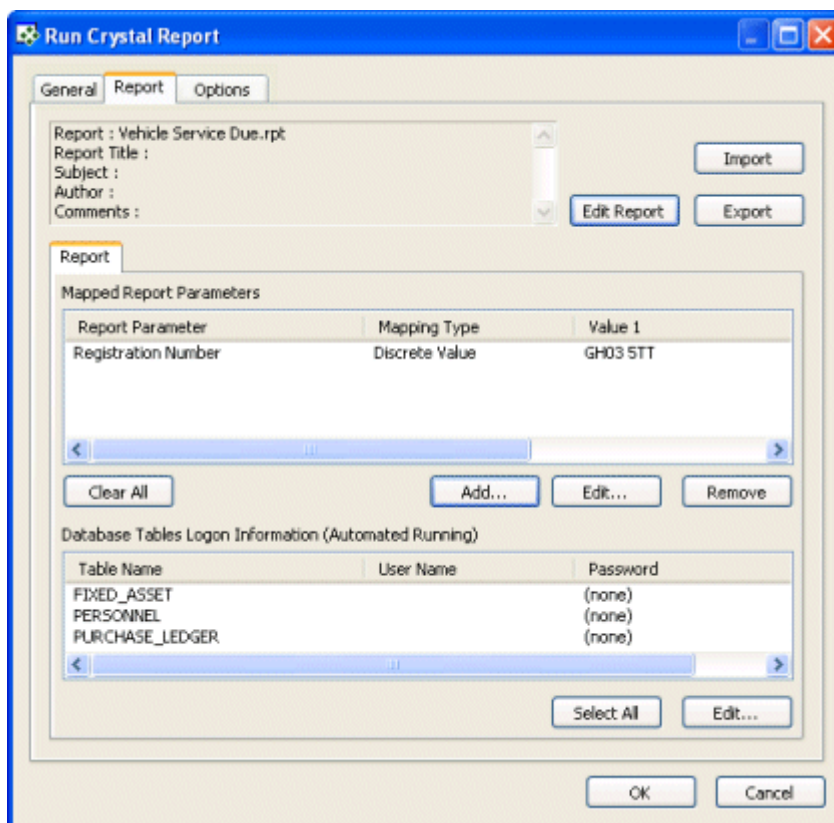 Run Crystal Report
General Report Options
Report : Vehicle Service Due.rpt
Report Title :
Subject :
Author :
Comments :
Import
Edit Report Export
Report
Mapped Report Parameters
Report Parameter Mapping Type Value 1
Registration Number Discrete Value GH03 5TT
Clear All Add... Edit... Remove
Database Tables Logon Information (Automated Running)
Table Name User Name Password
FIXED_ASSET (none)
PERSONNEL (none)
PURCHASE_LEDGER (none)
Select All Edit...
OK Cancel